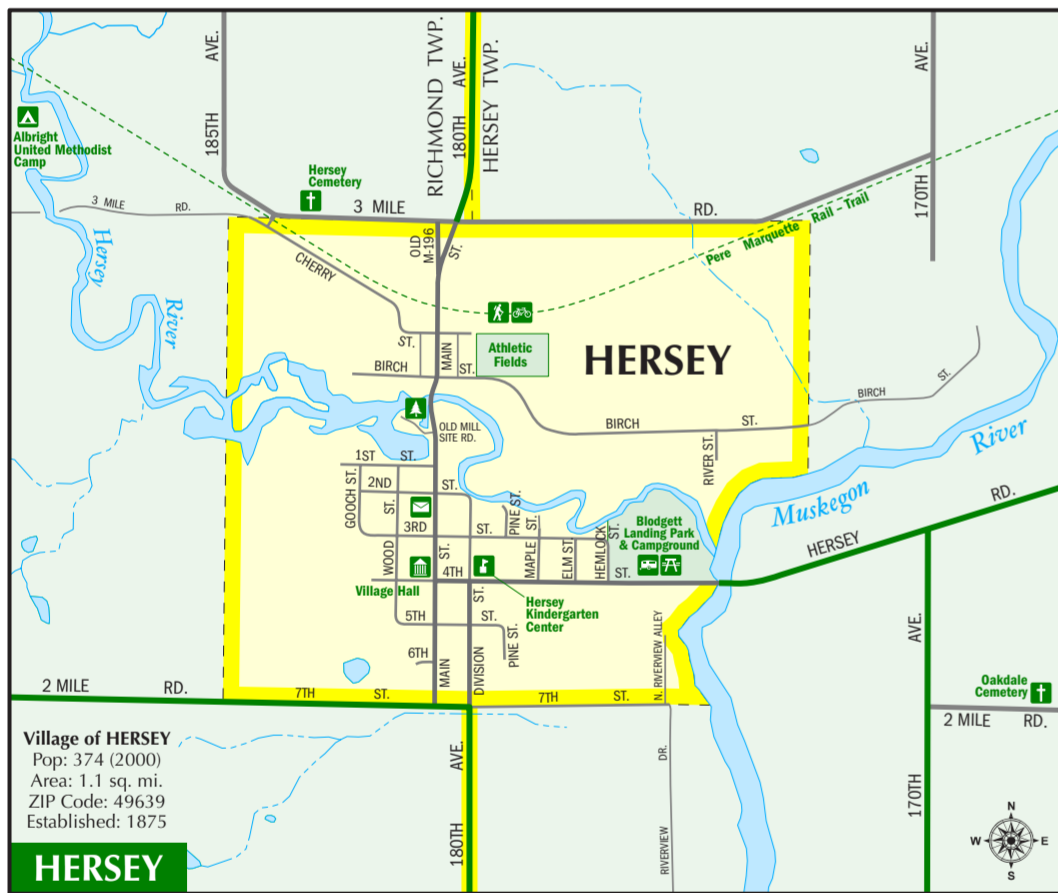 185TH
AVE.
RICHMOND TWP.
180TH
AVE.
HERSEY TWP.
AVE.
170TH
Albright
United Methodist
Camp
Hersey
Cemetery
3 MILE
RD.
3 MILE
RD.
Pere Marquette Rail - Trail
Hersey
River
CHERRY
ST.
OLD
M-196
ST.
MAIN
ST.
BIRCH
Athletic
Fields
HERSEY
BIRCH
ST.
BIRCH
ST.
OLD MILL
SITE RD.
RIVER ST.
Muskegon
River
1ST
ST.
2ND
ST.
GOOCH ST.
ST.
WOOD
3RD
ST.
PINE ST.
MAPLE
ST.
ELM ST.
HEMLOCK
ST.
Blodgett
Landing Park
& Campground
HERSEY
RD.
ST.
4TH
ST.
Village Hall
Hersey
Kindergarten
Center
ST.
5TH
ST.
PINE ST.
6TH
MAIN
DIVISION
N. RIVERVIEW ALLEY
2 MILE
RD.
7TH
ST.
7TH
ST.
AVE.
170TH
Oakdale
Cemetery
2 MILE
RD.
180TH
AVE.
RIVERVIEW
DR.
Village of HERSEY
Pop: 374 (2000)
Area: 1.1 sq. mi.
ZIP Code: 49639
Established: 1875
HERSEY
N
W
E
S